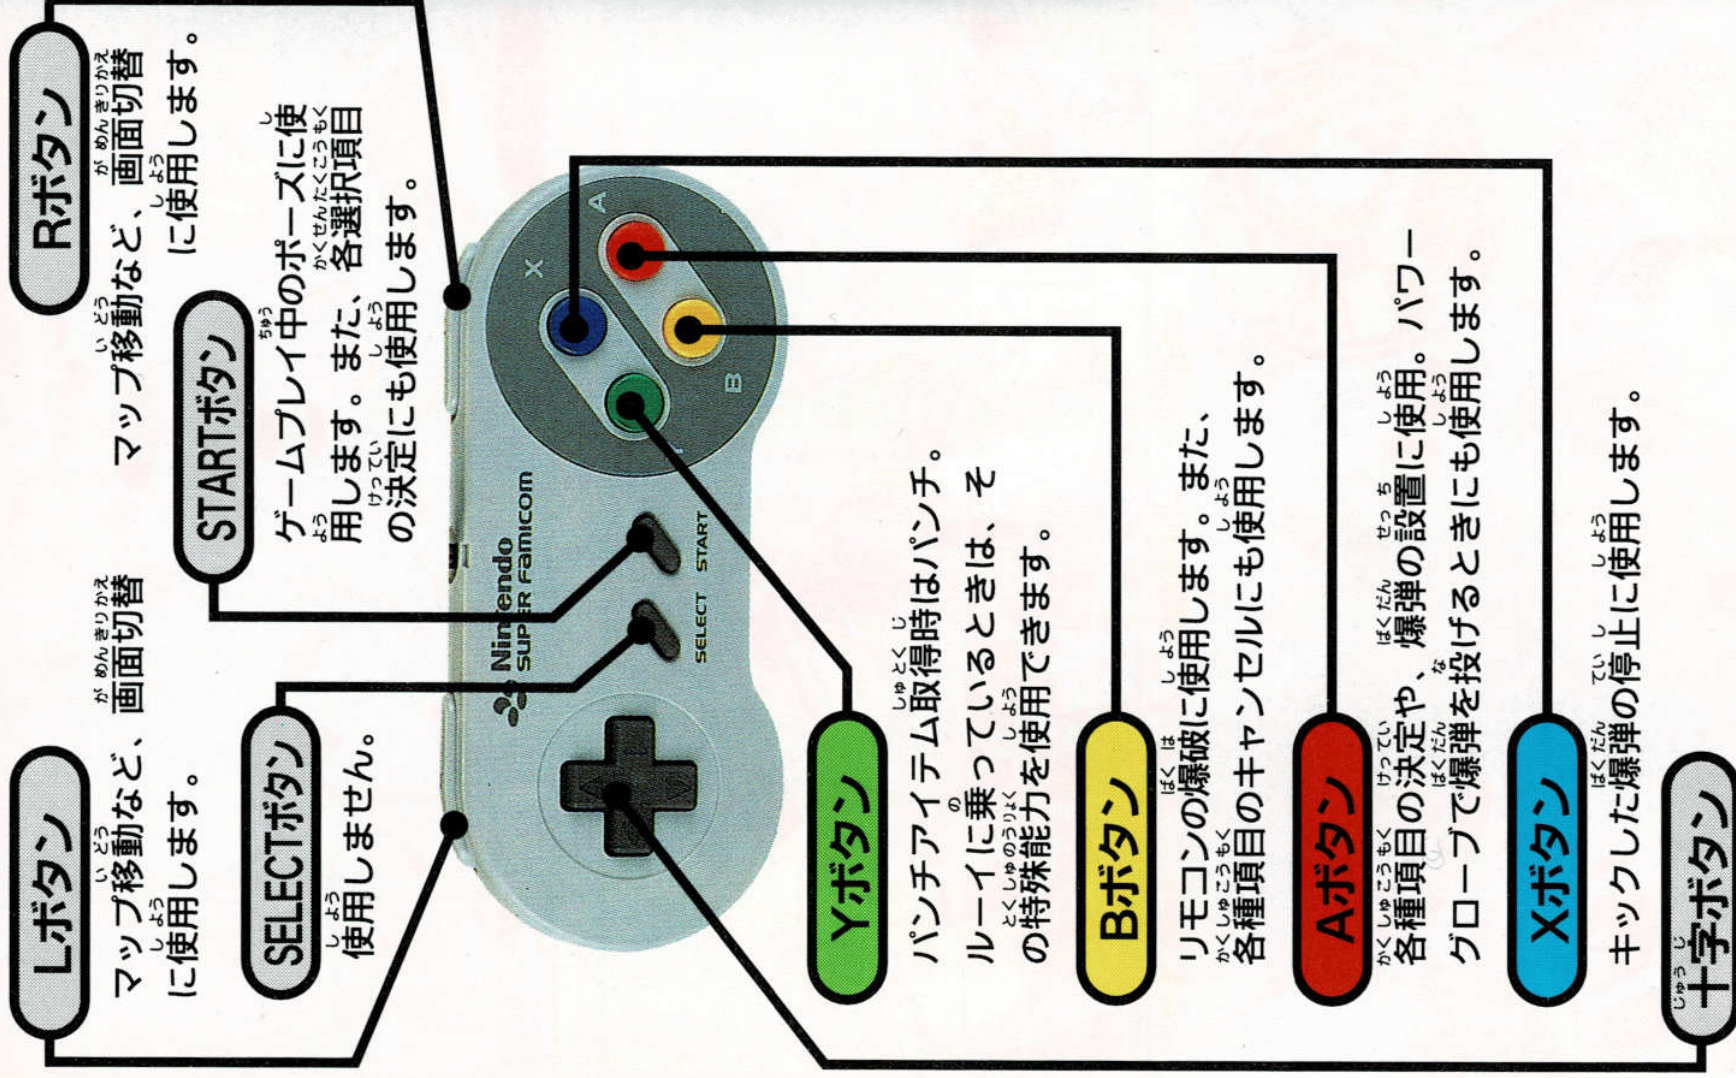 Lボタン
マップ移動など、画面切替
に使用します。
Rボタン
マップ移動など、画面切替
に使用します。
SELECTボタン
使用しません。
STARTボタン
ゲームプレイ中のポーズに使
用します。また、各選択項目
の決定にも使用します。
Nintendo
SUPER FAMICOM
SELECT
START
X
A
B
Yボタン
パンチアイテム取得時はパンチ。
ルーイに乗っているときは、そ
の特殊能力を使用できます。
Bボタン
リモコンの爆破に使用します。また、
各種項目のキャンセルにも使用します。
Aボタン
各種項目の決定や、爆弾の設置に使用。パワー
グローブで爆弾を投げるときにも使用します。
Xボタン
キックした爆弾の停止に使用します。
十字ボタン